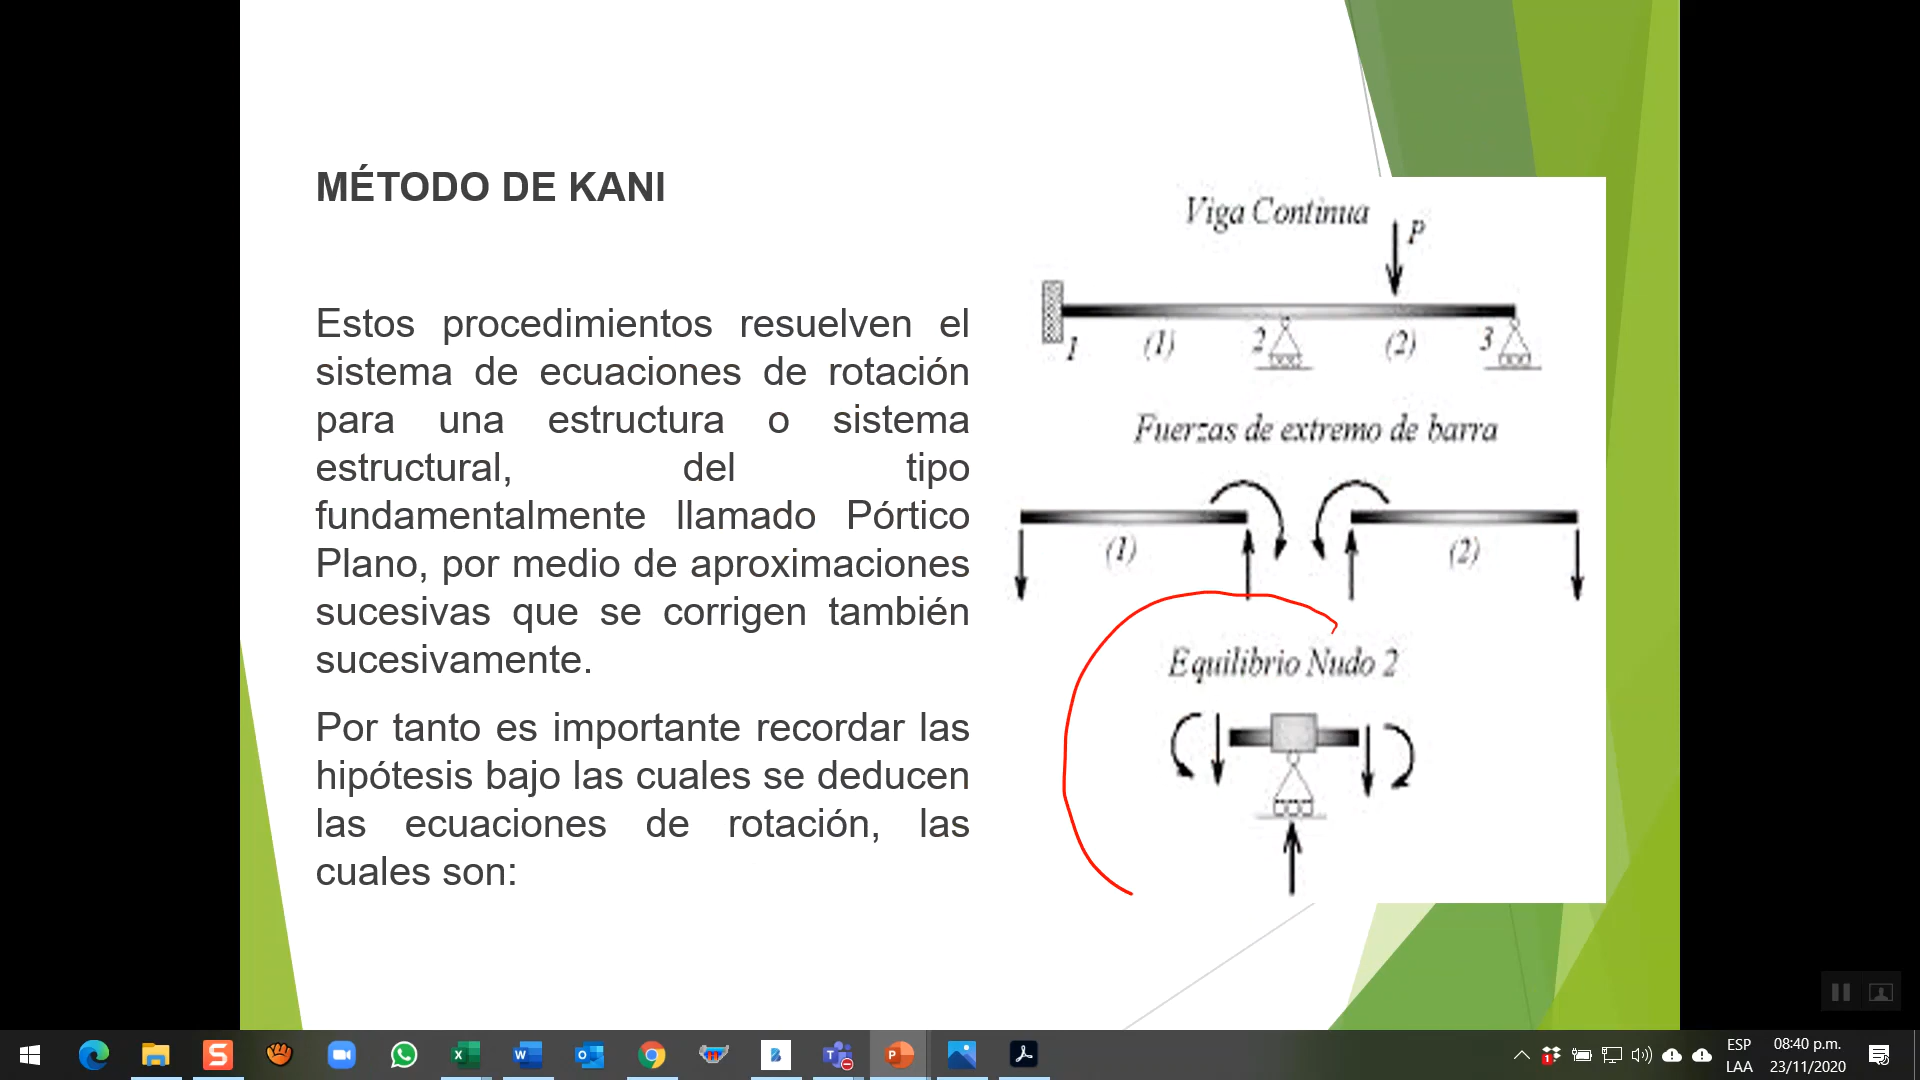 MÉTODO DE KANI
Estos procedimientos resuelven el
sistema de ecuaciones de rotación
para una estructura o sistema
estructural, del tipo
fundamentalmente llamado Pórtico
Plano, por medio de aproximaciones
sucesivas que se corrigen también
sucesivamente.
Por tanto es importante recordar las
hipótesis bajo las cuales se deducen
las ecuaciones de rotación, las
cuales son:
Viga Continua
P
1 (1) 2 (2) 3
Fuerzas de extremo de barra
(1) (2)
Equilibrio Nudo 2
ESP
LAA
08:40 p.m.
23/11/2020